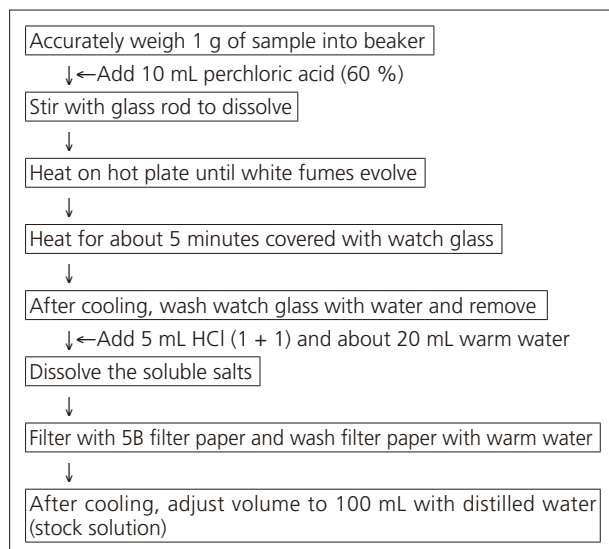 Accurately weigh 1 g of sample into beaker
↓←Add 10 mL perchloric acid (60 %)
Stir with glass rod to dissolve
↓
Heat on hot plate until white fumes evolve
↓
Heat for about 5 minutes covered with watch glass
↓
After cooling, wash watch glass with water and remove
↓←Add 5 mL HCl (1 + 1) and about 20 mL warm water
Dissolve the soluble salts
↓
Filter with 5B filter paper and wash filter paper with warm water
↓
After cooling, adjust volume to 100 mL with distilled water
(stock solution)